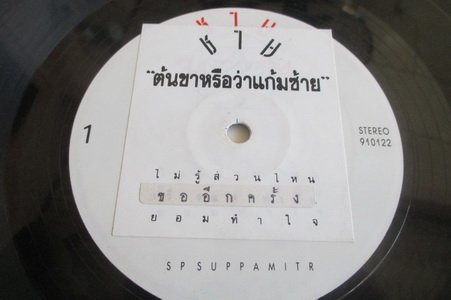 ชาย
"ต้นขาหรือว่าแก้มซ้าย"
1
STEREO
910122
ไม่รู้ส่วนไหน
ขออีกครั้ง
ยอมทำใจ
SPSUPPAMITR